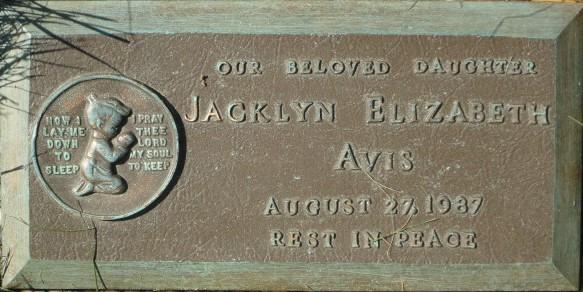 OUR BELOVED DAUGHTER
JACKLYN ELIZABETH
AVIS
AUGUST 27, 1987
REST IN PEACE
NOW I
LAY ME
DOWN
TO
SLEEP
I PRAY
THEE
LORD
MY SOUL
TO KEEP